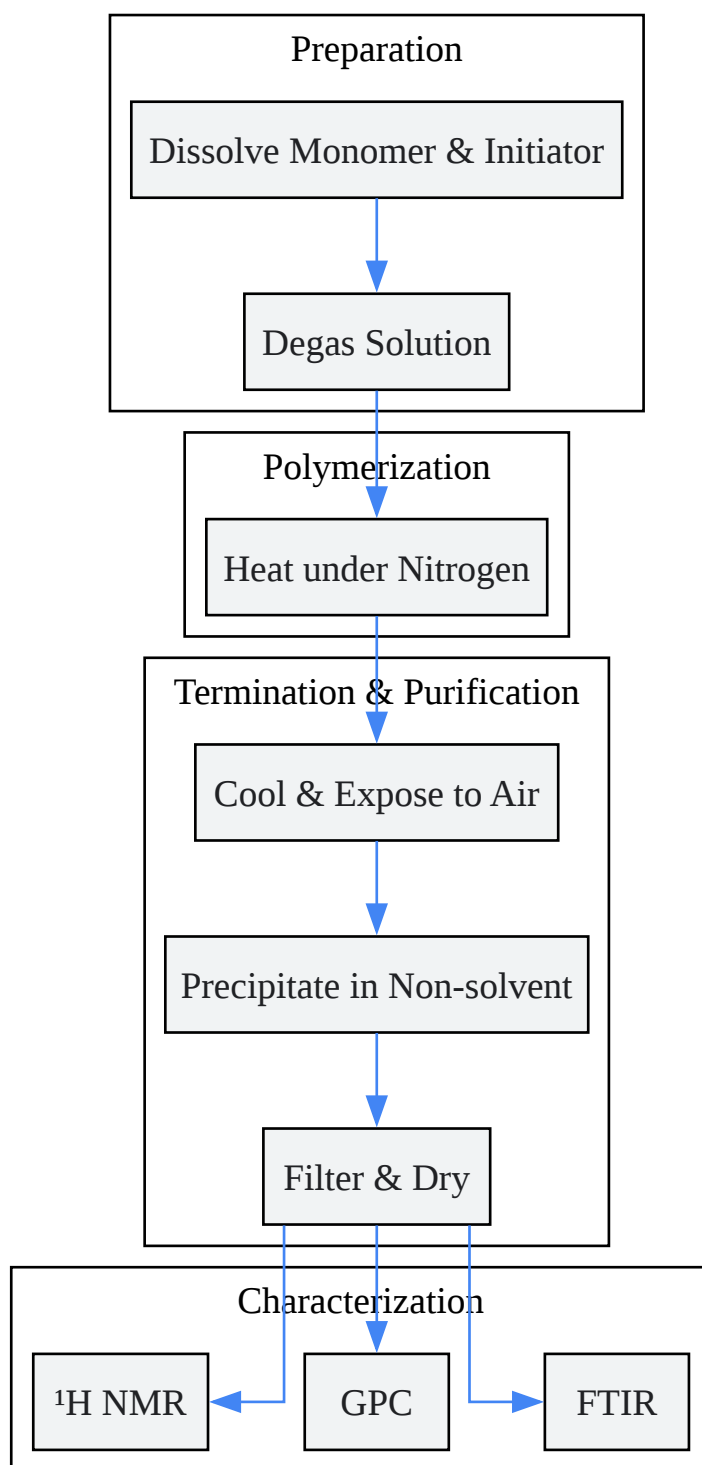 Preparation
Dissolve Monomer & Initiator
Degas Solution
Polymerization
Heat under Nitrogen
Termination & Purification
Cool & Expose to Air
Precipitate in Non-solvent
Filter & Dry
Characterization
¹H NMR
GPC
FTIR